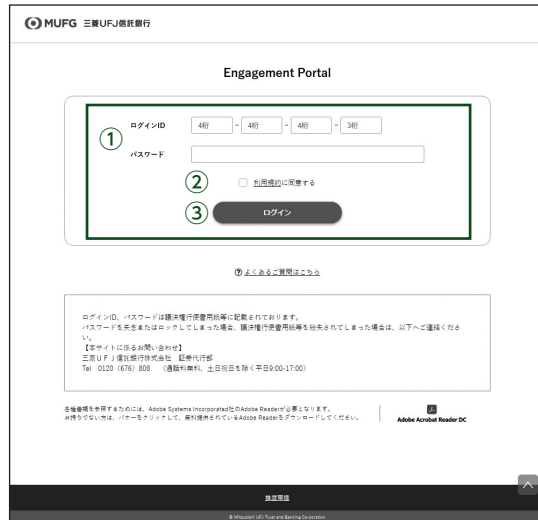 MUFG 三菱UFJ信託銀行
Engagement Portal
① ログインID 4桁 - 4桁 - 4桁 - 3桁
パスワード
② 利用規約に同意する
③ ログイン
? よくあるご質問はこちら
ログインID、パスワードは議決権行使書用紙等に記載されております。
パスワードを失念またはロックしてしまった場合、議決権行使書用紙等を紛失されてしまった場合は、以下へご連絡くださ
い。
【本サイトに係るお問い合わせ】
三菱ＵＦＪ信託銀行株式会社 証券代行部
Tel 0120（676）808 （通話料無料、土日祝日を除く平日9:00-17:00）
各種書類を参照するためには、Adobe Systems Incorporated社のAdobe Readerが必要となります。
お持ちでない方は、バナーをクリックして、無料提供されているAdobe Readerをダウンロードしてください。
Adobe Acrobat Reader DC
推奨環境
© Mitsubishi UFJ Trust and Banking Corporation